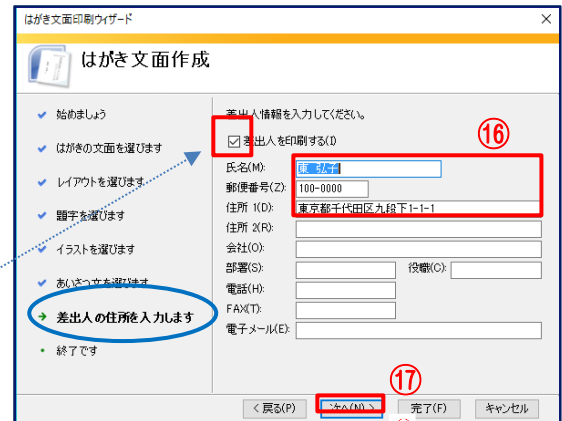 はがき文面印刷ウィザード
はがき文面作成
始めましょう
はがきの文面を選びます
レイアウトを選びます
題字を選びます
イラストを選びます
あいさつ文を選びます
差出人の住所を入力します
終了です
差出人情報を入力してください。
差出人を印刷する(I)
⑯
氏名(M): 東 弘子
郵便番号(Z): 100-0000
住所 1(D): 東京都千代田区九段下1-1-1
住所 2(R):
会社(O):
部署(S): 役職(C):
電話(H):
FAX(T):
電子メール(E):
⑰
< 戻る(P) 次へ(N) > 完了(F) キャンセル